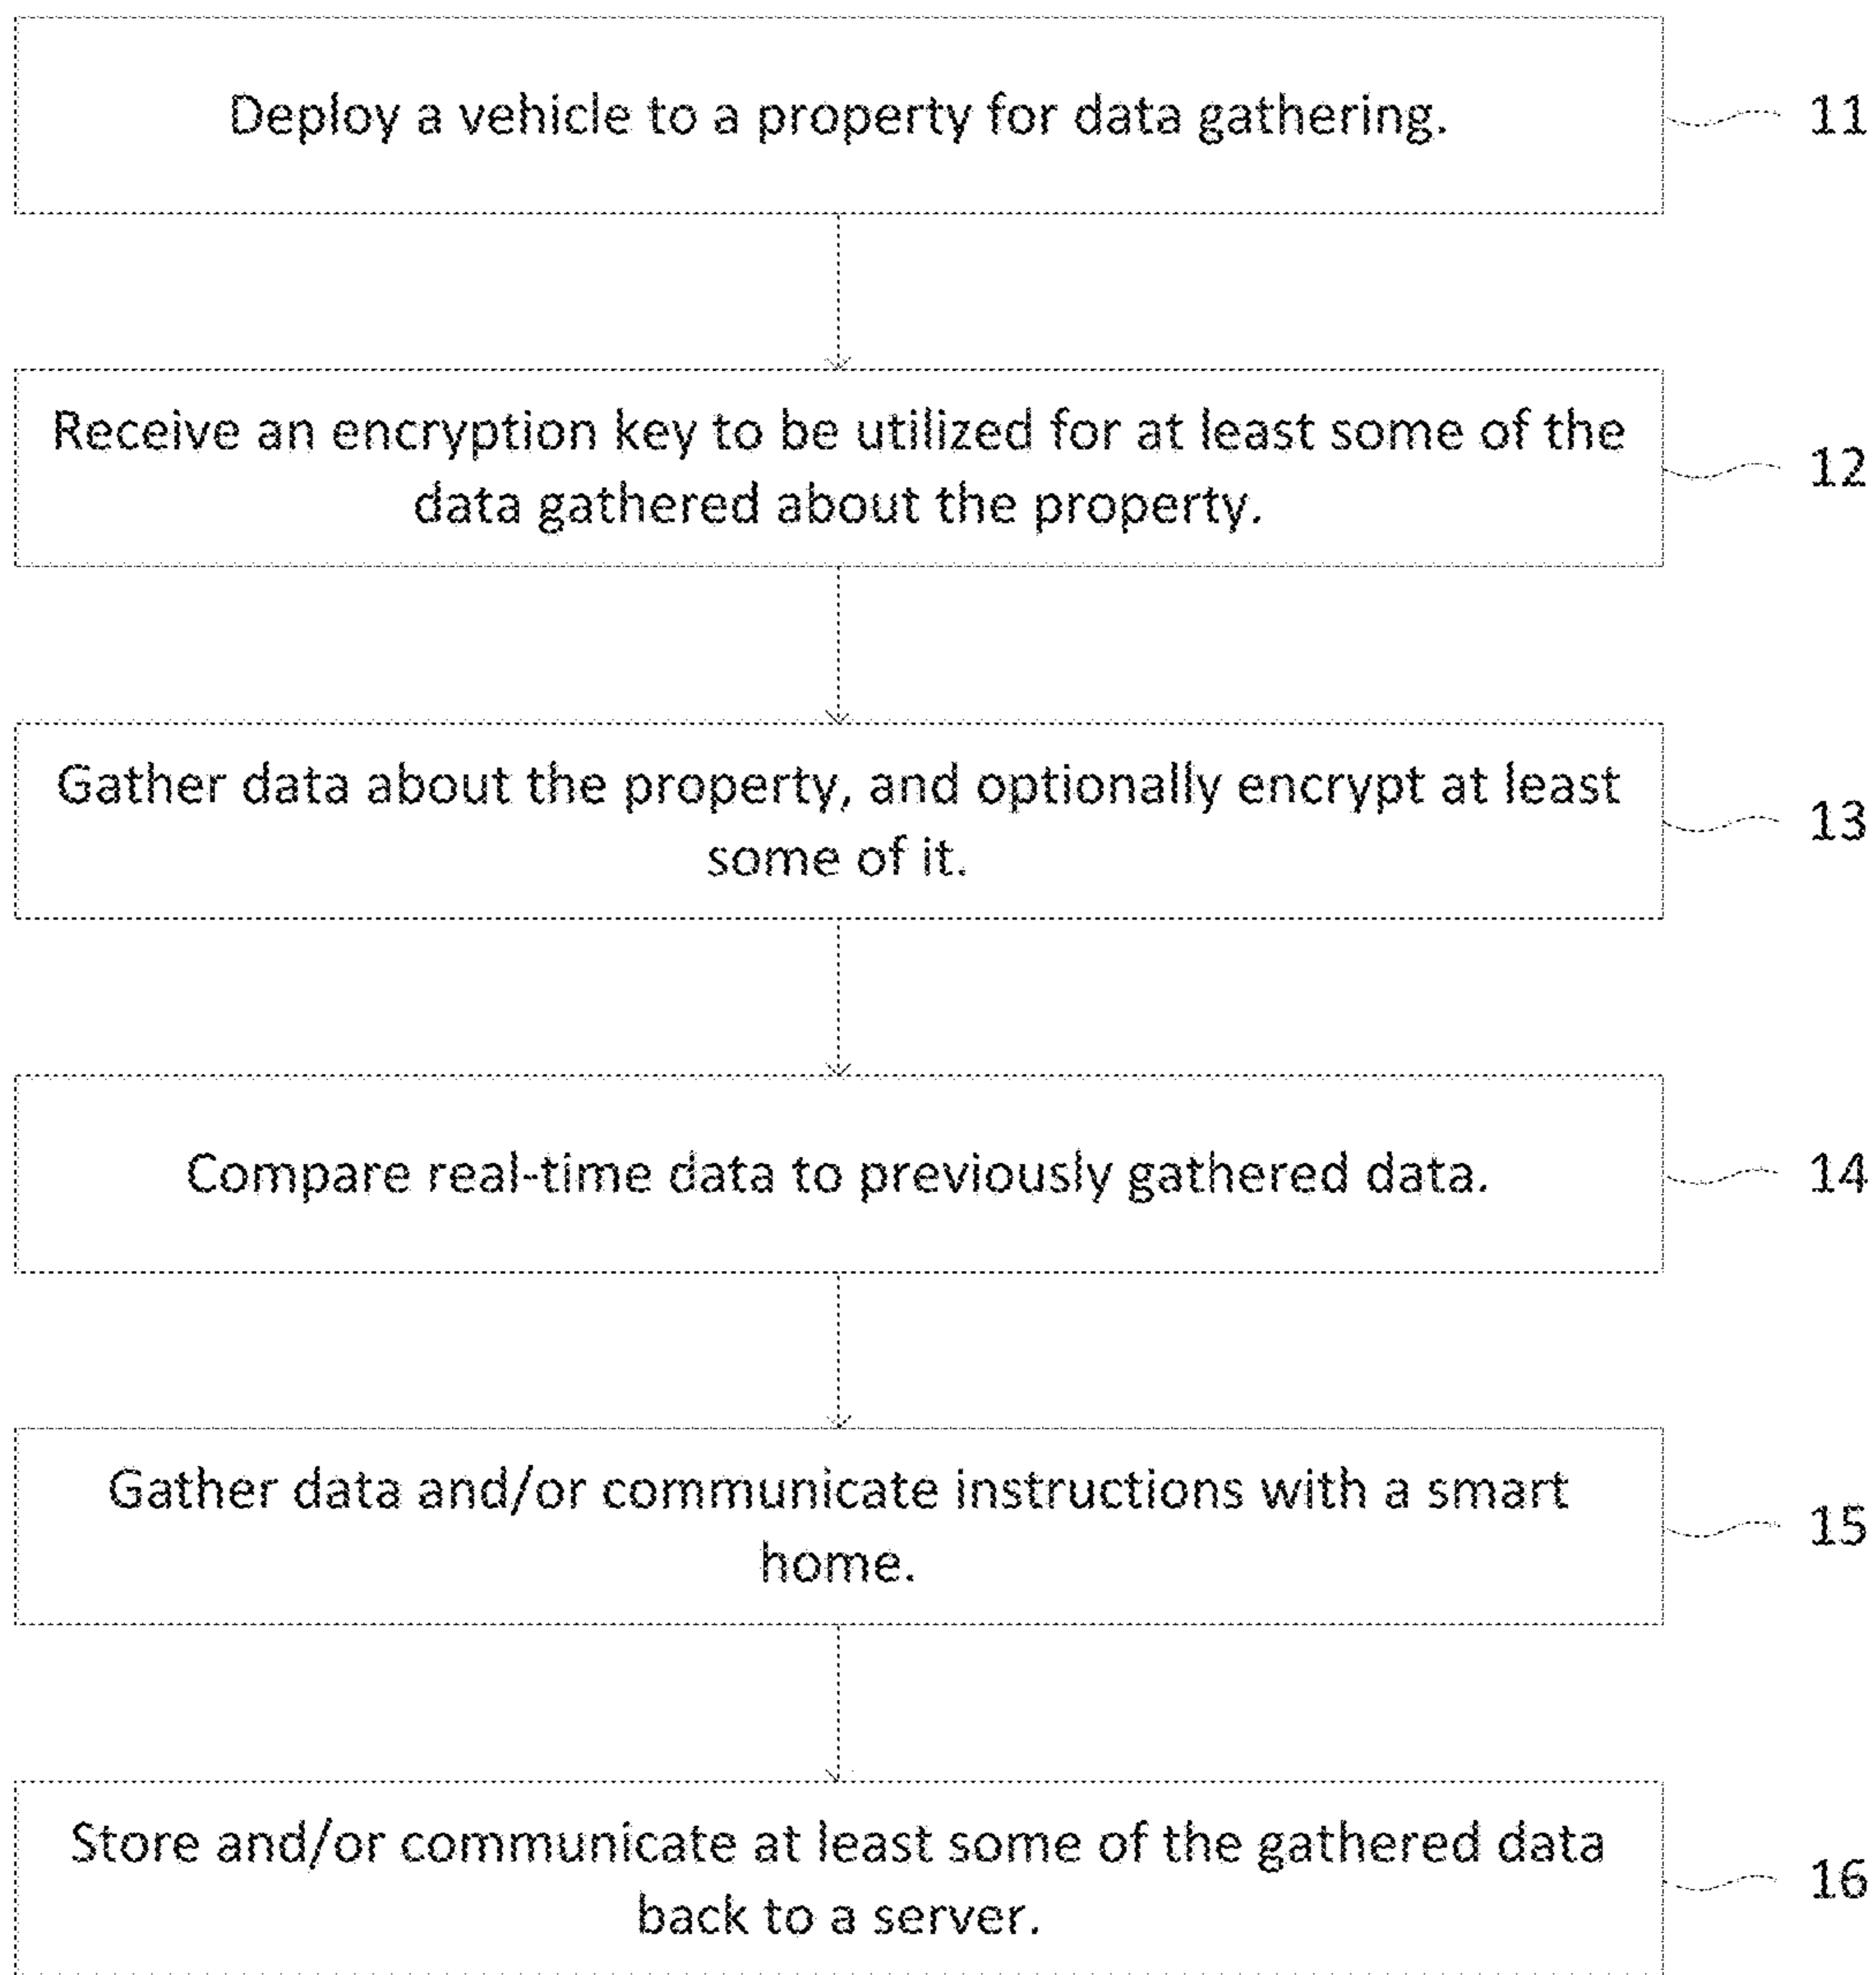 Deploy a vehicle to a property for data gathering.
11
Receive an encryption key to be utilized for at least some of the
data gathered about the property.
12
Gather data about the property, and optionally encrypt at least
some of it.
13
Compare real-time data to previously gathered data.
14
Gather data and/or communicate instructions with a smart
home.
15
Store and/or communicate at least some of the gathered data
back to a server.
16